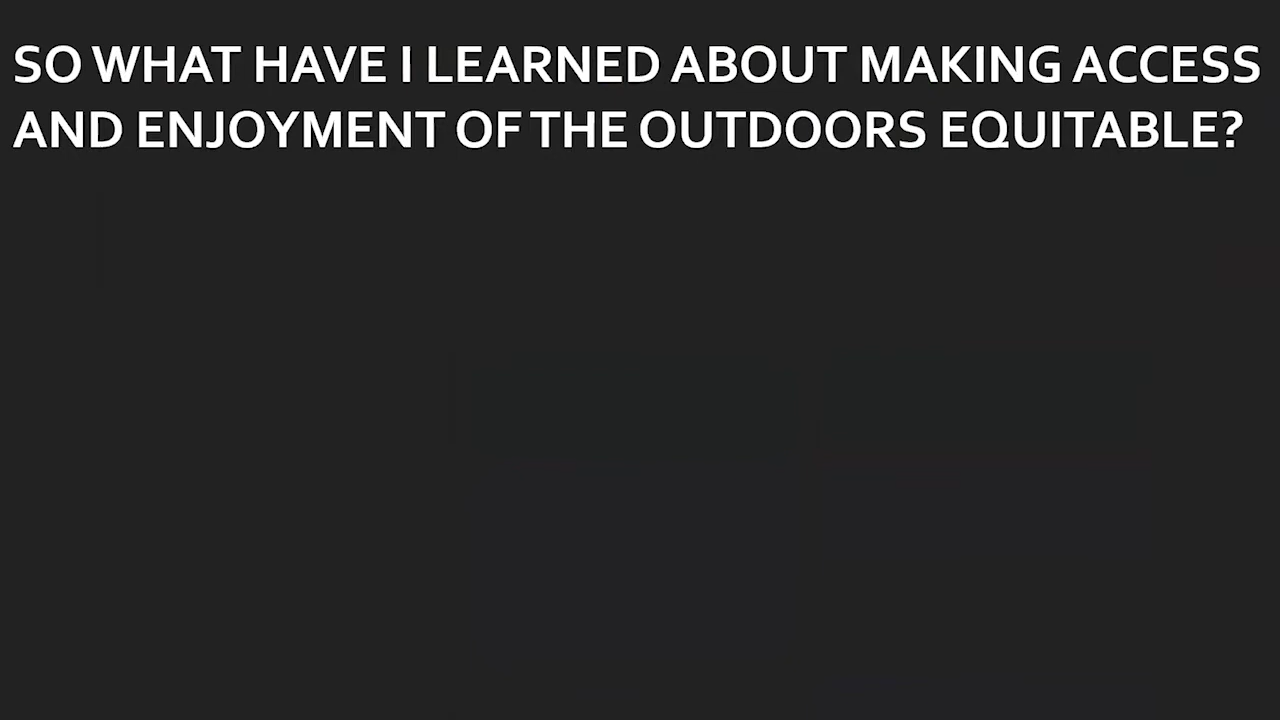 SO WHAT HAVE I LEARNED ABOUT MAKING ACCESS
AND ENJOYMENT OF THE OUTDOORS EQUITABLE?